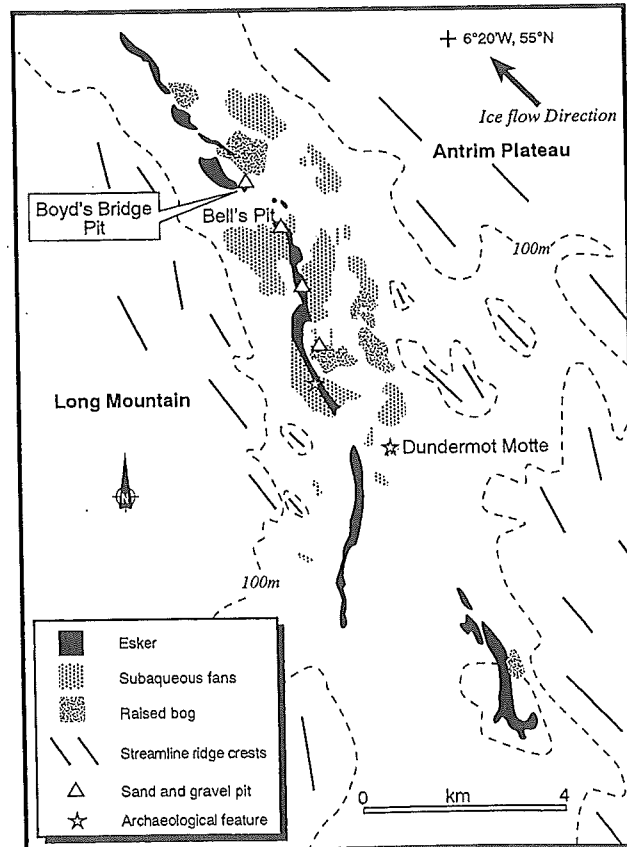 6°20'W, 55°N
Ice flow Direction
Antrim Plateau
Boyd's Bridge
Pit
Bell's Pit
100m
Long Mountain
Dundermot Motte
N
100m
Esker
Subaqueous fans
Raised bog
Streamline ridge crests
Sand and gravel pit
Archaeological feature
0
km
4